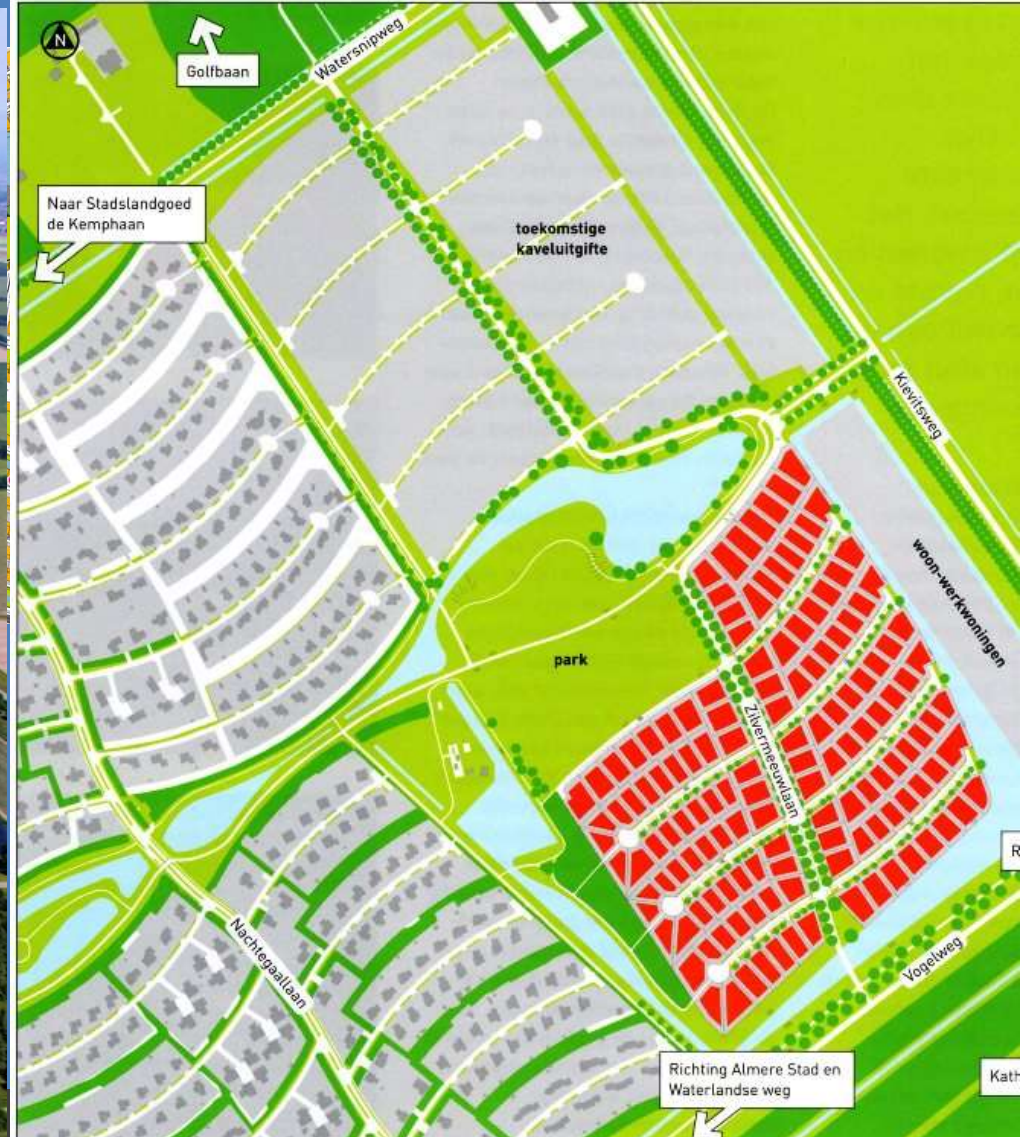 N
Golfbaan
Watersnipweg
Naar Stadslandgoed
de Kemphaan
toekomstige
kaveluitgifte
Kievitsweg
woon-werkwoningen
park
Zilvermeeuwlaan
R
Nachtegaallaan
Vogelweg
Richting Almere Stad en
Waterlandse weg
Kath